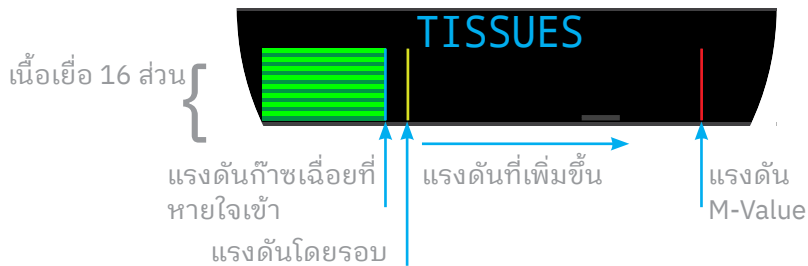 TISSUES
เนื้อเยื่อ 16 ส่วน
แรงดันก๊าซเฉื่อยที่
หายใจเข้า
แรงดันที่เพิ่มขึ้น
แรงดัน
M-Value
แรงดันโดยรอบ